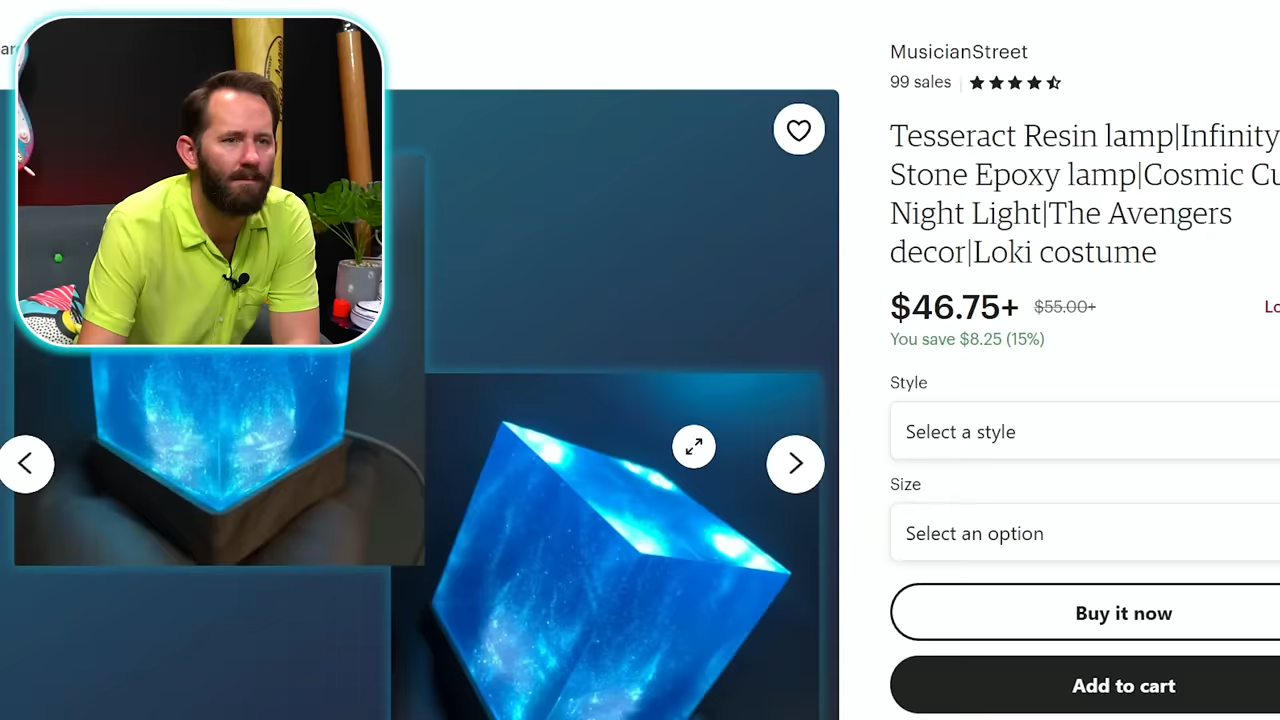 ar
MusicianStreet
99 sales
Tesseract Resin lamp|Infinity
Stone Epoxy lamp|Cosmic Cu
Night Light|The Avengers
decor|Loki costume
$46.75+ $55.00+ Lo
You save $8.25 (15%)
Style
Select a style
Size
Select an option
Buy it now
Add to cart